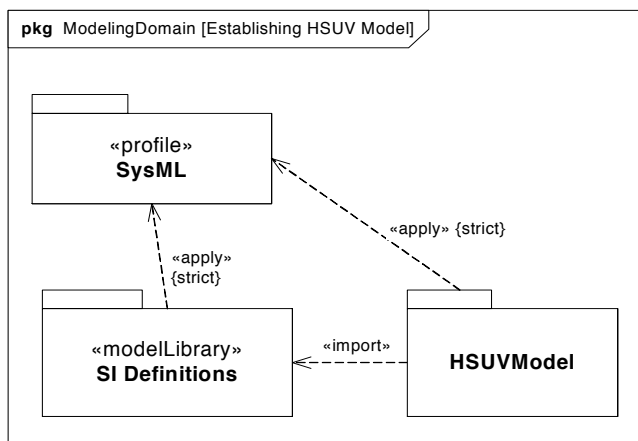 pkg ModelingDomain [Establishing HSUV Model]
«profile»
SysML
«apply» {strict}
«apply»
{strict}
«modelLibrary»
SI Definitions
«import»
HSUVModel